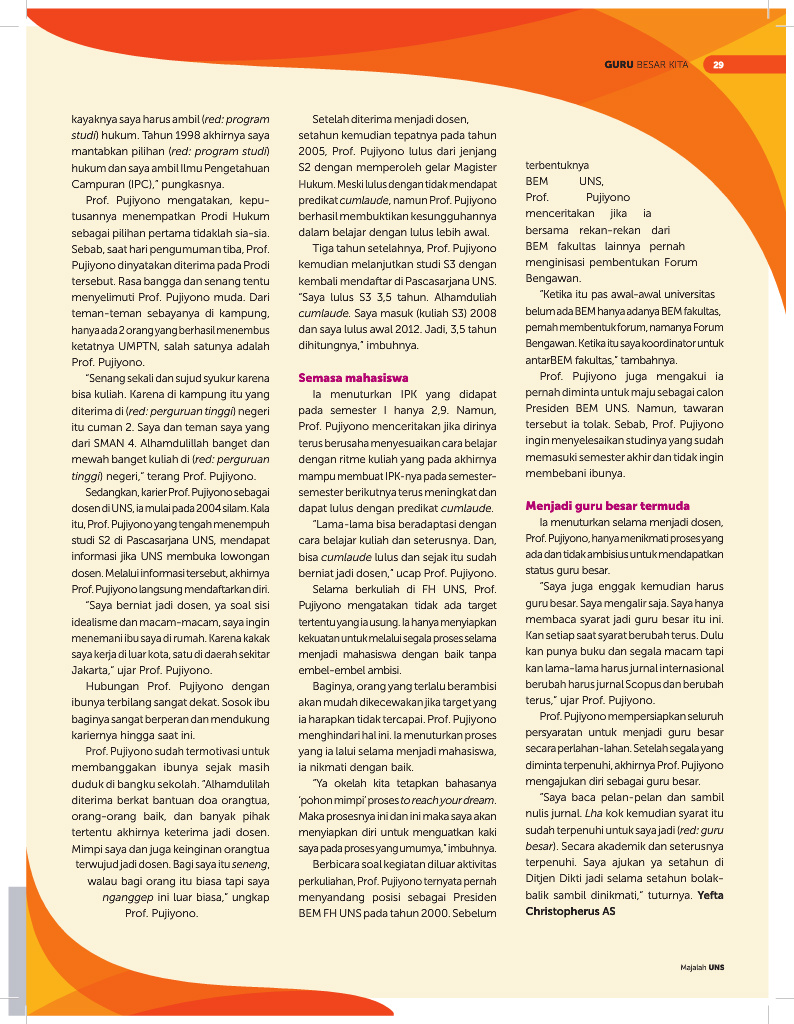 GURU BESAR KITA 29
kayaknya saya harus ambil (red: program
studi) hukum. Tahun 1998 akhirnya saya
mantabkan pilihan (red: program studi)
hukum dan saya ambil Ilmu Pengetahuan
Campuran (IPC),” pungkasnya.
Prof. Pujiyono mengatakan, kepu-
tusannya menempatkan Prodi Hukum
sebagai pilihan pertama tidaklah sia-sia.
Sebab, saat hari pengumuman tiba, Prof.
Pujiyono dinyatakan diterima pada Prodi
tersebut. Rasa bangga dan senang tentu
menyelimuti Prof. Pujiyono muda. Dari
teman-teman sebayanya di kampung,
hanya ada 2 orang yang berhasil menembus
ketatnya UMPTN, salah satunya adalah
Prof. Pujiyono.
“Senang sekali dan sujud syukur karena
bisa kuliah. Karena di kampung itu yang
diterima di (red: perguruan tinggi) negeri
itu cuman 2. Saya dan teman saya yang
dari SMAN 4. Alhamdulillah banget dan
mewah banget kuliah di (red: perguruan
tinggi) negeri,” terang Prof. Pujiyono.
Sedangkan, karier Prof. Pujiyono sebagai
dosen di UNS, ia mulai pada 2004 silam. Kala
itu, Prof. Pujiyono yang tengah menempuh
studi S2 di Pascasarjana UNS, mendapat
informasi jika UNS membuka lowongan
dosen. Melalui informasi tersebut, akhirnya
Prof. Pujiyono langsung mendaftarkan diri.
“Saya berniat jadi dosen, ya soal sisi
idealisme dan macam-macam, saya ingin
menemani ibu saya di rumah. Karena kakak
saya kerja di luar kota, satu di daerah sekitar
Jakarta,” ujar Prof. Pujiyono.
Hubungan Prof. Pujiyono dengan
ibunya terbilang sangat dekat. Sosok ibu
baginya sangat berperan dan mendukung
kariernya hingga saat ini.
Prof. Pujiyono sudah termotivasi untuk
membanggakan ibunya sejak masih
duduk di bangku sekolah. “Alhamdulilah
diterima berkat bantuan doa orangtua,
orang-orang baik, dan banyak pihak
tertentu akhirnya keterima jadi dosen.
Mimpi saya dan juga keinginan orangtua
terwujud jadi dosen. Bagi saya itu seneng,
walau bagi orang itu biasa tapi saya
nganggep ini luar biasa,” ungkap
Prof. Pujiyono.
Setelah diterima menjadi dosen,
setahun kemudian tepatnya pada tahun
2005, Prof. Pujiyono lulus dari jenjang
S2 dengan memperoleh gelar Magister
Hukum. Meski lulus dengan tidak mendapat
predikat cumlaude, namun Prof. Pujiyono
berhasil membuktikan kesungguhannya
dalam belajar dengan lulus lebih awal.
Tiga tahun setelahnya, Prof. Pujiyono
kemudian melanjutkan studi S3 dengan
kembali mendaftar di Pascasarjana UNS.
“Saya lulus S3 3,5 tahun. Alhamduliah
cumlaude. Saya masuk (kuliah S3) 2008
dan saya lulus awal 2012. Jadi, 3,5 tahun
dihitungnya,” imbuhnya.
Semasa mahasiswa
Ia menuturkan IPK yang didapat
pada semester I hanya 2,9. Namun,
Prof. Pujiyono menceritakan jika dirinya
terus berusaha menyesuaikan cara belajar
dengan ritme kuliah yang pada akhirnya
mampu membuat IPK-nya pada semester-
semester berikutnya terus meningkat dan
dapat lulus dengan predikat cumlaude.
“Lama-lama bisa beradaptasi dengan
cara belajar kuliah dan seterusnya. Dan,
bisa cumlaude lulus dan sejak itu sudah
berniat jadi dosen,” ucap Prof. Pujiyono.
Selama berkuliah di FH UNS, Prof.
Pujiyono mengatakan tidak ada target
tertentu yang ia usung. Ia hanya menyiapkan
kekuatan untuk melalui segala proses selama
menjadi mahasiswa dengan baik tanpa
embel-embel ambisi.
Baginya, orang yang terlalu berambisi
akan mudah dikecewakan jika target yang
ia harapkan tidak tercapai. Prof. Pujiyono
menghindari hal ini. Ia menuturkan proses
yang ia lalui selama menjadi mahasiswa,
ia nikmati dengan baik.
“Ya okelah kita tetapkan bahasanya
‘pohon mimpi’ proses to reach your dream.
Maka prosesnya ini dan ini maka saya akan
menyiapkan diri untuk menguatkan kaki
saya pada proses yang umumya,” imbuhnya.
Berbicara soal kegiatan diluar aktivitas
perkuliahan, Prof. Pujiyono ternyata pernah
menyandang posisi sebagai Presiden
BEM FH UNS pada tahun 2000. Sebelum
terbentuknya
BEM UNS,
Prof. Pujiyono
menceritakan jika ia
bersama rekan-rekan dari
BEM fakultas lainnya pernah
menginisasi pembentukan Forum
Bengawan.
“Ketika itu pas awal-awal universitas
belum ada BEM hanya adanya BEM fakultas,
pernah membentuk forum, namanya Forum
Bengawan. Ketika itu saya koordinator untuk
antarBEM fakultas,” tambahnya.
Prof. Pujiyono juga mengakui ia
pernah diminta untuk maju sebagai calon
Presiden BEM UNS. Namun, tawaran
tersebut ia tolak. Sebab, Prof. Pujiyono
ingin menyelesaikan studinya yang sudah
memasuki semester akhir dan tidak ingin
membebani ibunya.
Menjadi guru besar termuda
Ia menuturkan selama menjadi dosen,
Prof. Pujiyono, hanya menikmati proses yang
ada dan tidak ambisius untuk mendapatkan
status guru besar.
“Saya juga enggak kemudian harus
guru besar. Saya mengalir saja. Saya hanya
membaca syarat jadi guru besar itu ini.
Kan setiap saat syarat berubah terus. Dulu
kan punya buku dan segala macam tapi
kan lama-lama harus jurnal internasional
berubah harus jurnal Scopus dan berubah
terus,” ujar Prof. Pujiyono.
Prof. Pujiyono mempersiapkan seluruh
persyaratan untuk menjadi guru besar
secara perlahan-lahan. Setelah segala yang
diminta terpenuhi, akhirnya Prof. Pujiyono
mengajukan diri sebagai guru besar.
“Saya baca pelan-pelan dan sambil
nulis jurnal. Lha kok kemudian syarat itu
sudah terpenuhi untuk saya jadi (red: guru
besar). Secara akademik dan seterusnya
terpenuhi. Saya ajukan ya setahun di
Ditjen Dikti jadi selama setahun bolak-
balik sambil dinikmati,” tuturnya. Yefta
Christopherus AS
Majalah UNS